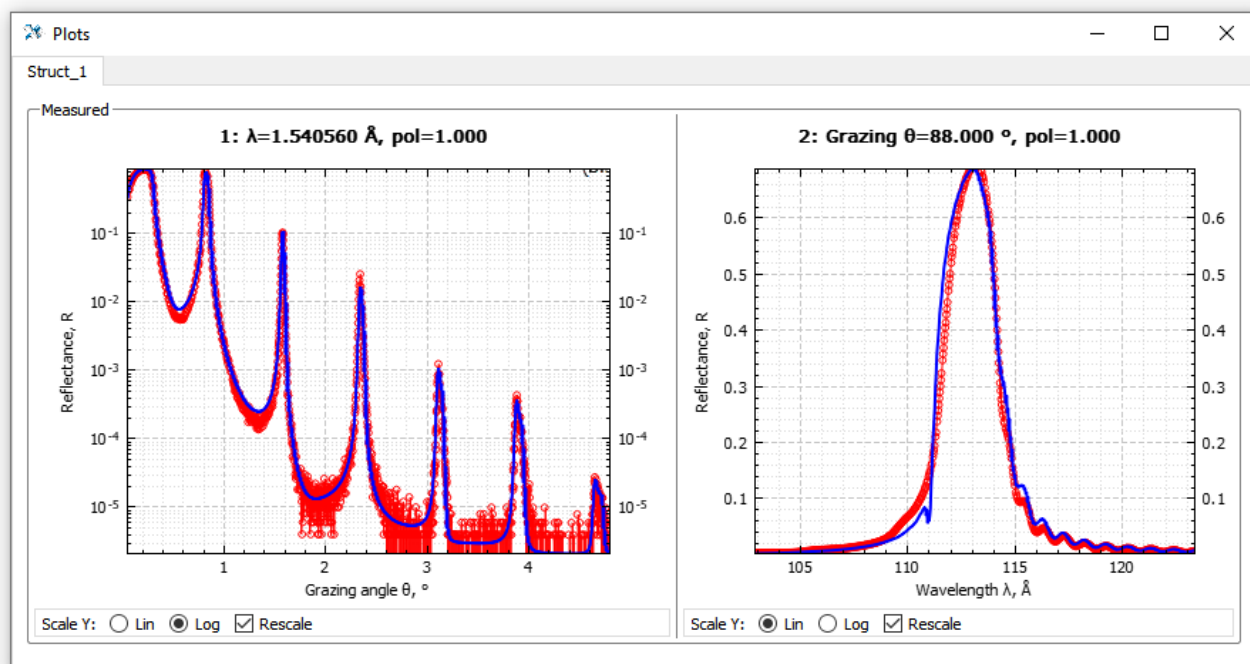 Plots
Struct_1
Measured
1: λ=1.540560 Å, pol=1.000
10⁻¹
10⁻²
10⁻³
10⁻⁴
10⁻⁵
Reflectance, R
10⁻¹
10⁻²
10⁻³
10⁻⁴
10⁻⁵
1 2 3 4
Grazing angle θ, °
Scale Y: Lin Log Rescale
2: Grazing θ=88.000 º, pol=1.000
0.6
0.5
0.4
0.3
0.2
0.1
Reflectance, R
0.6
0.5
0.4
0.3
0.2
0.1
105 110 115 120
Wavelength λ, Å
Scale Y: Lin Log Rescale